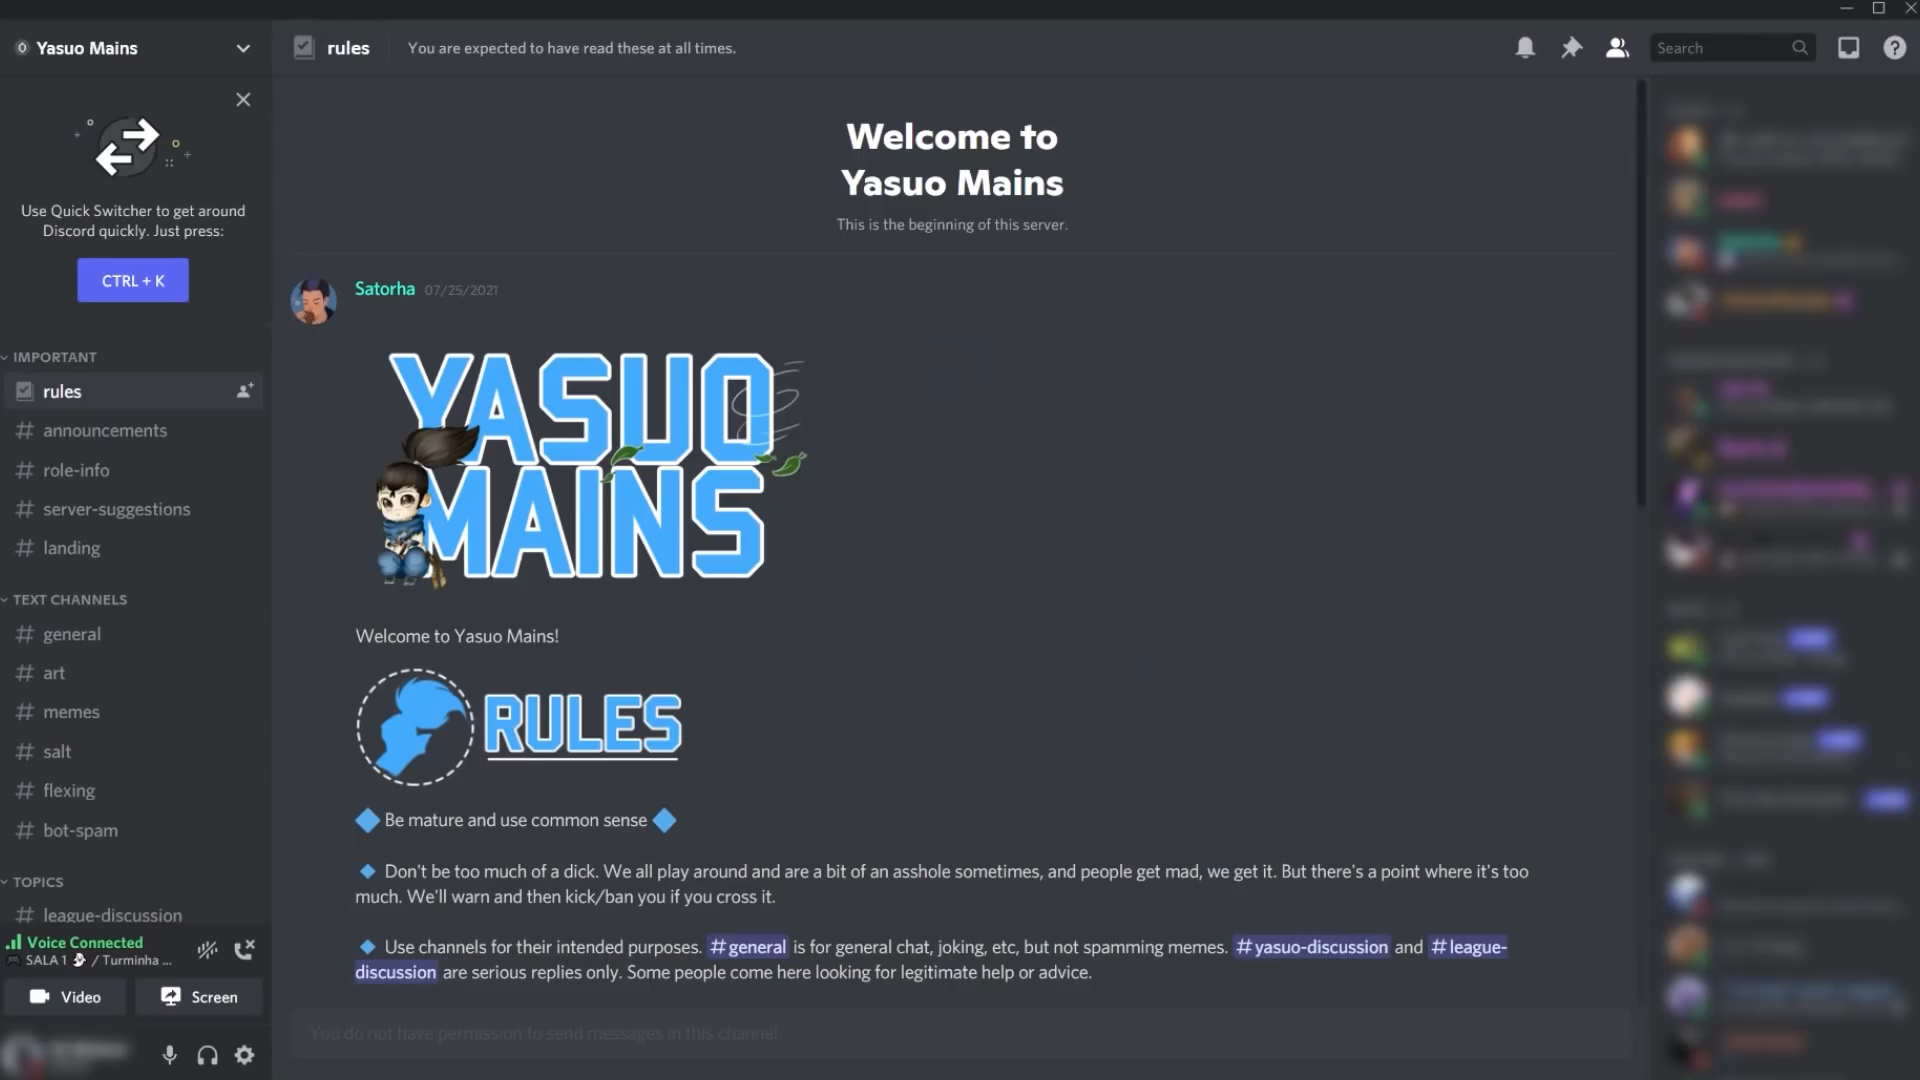 Yasuo Mains
rules
You are expected to have read these at all times.
Search
Use Quick Switcher to get around
Discord quickly. Just press:
CTRL + K
IMPORTANT
rules
# announcements
# role-info
# server-suggestions
# landing
TEXT CHANNELS
# general
# art
# memes
# salt
# flexing
# bot-spam
TOPICS
# league-discussion
Voice Connected
SALA 1 / Turminha ...
Video
Screen
Welcome to
Yasuo Mains
This is the beginning of this server.
Satorha 07/25/2021
YASUO
MAINS
Welcome to Yasuo Mains!
RULES
Be mature and use common sense
Don't be too much of a dick. We all play around and are a bit of an asshole sometimes, and people get mad, we get it. But there's a point where it's too
much. We'll warn and then kick/ban you if you cross it.
Use channels for their intended purposes. #general is for general chat, joking, etc, but not spamming memes. #yasuo-discussion and #league-
discussion are serious replies only. Some people come here looking for legitimate help or advice.
You do not have permission to send messages in this channel.